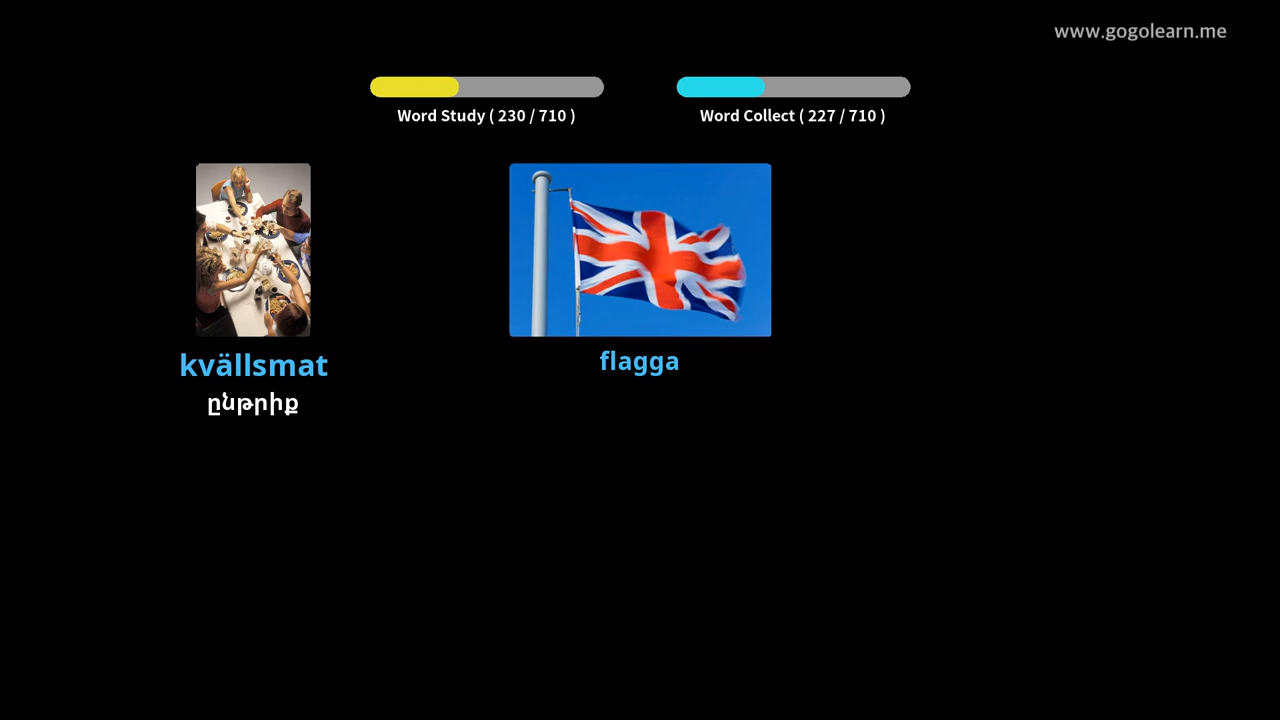 www.gogolearn.me
Word Study ( 230 / 710 )
Word Collect ( 227 / 710 )
kvällsmat
ընթրիք
flagga